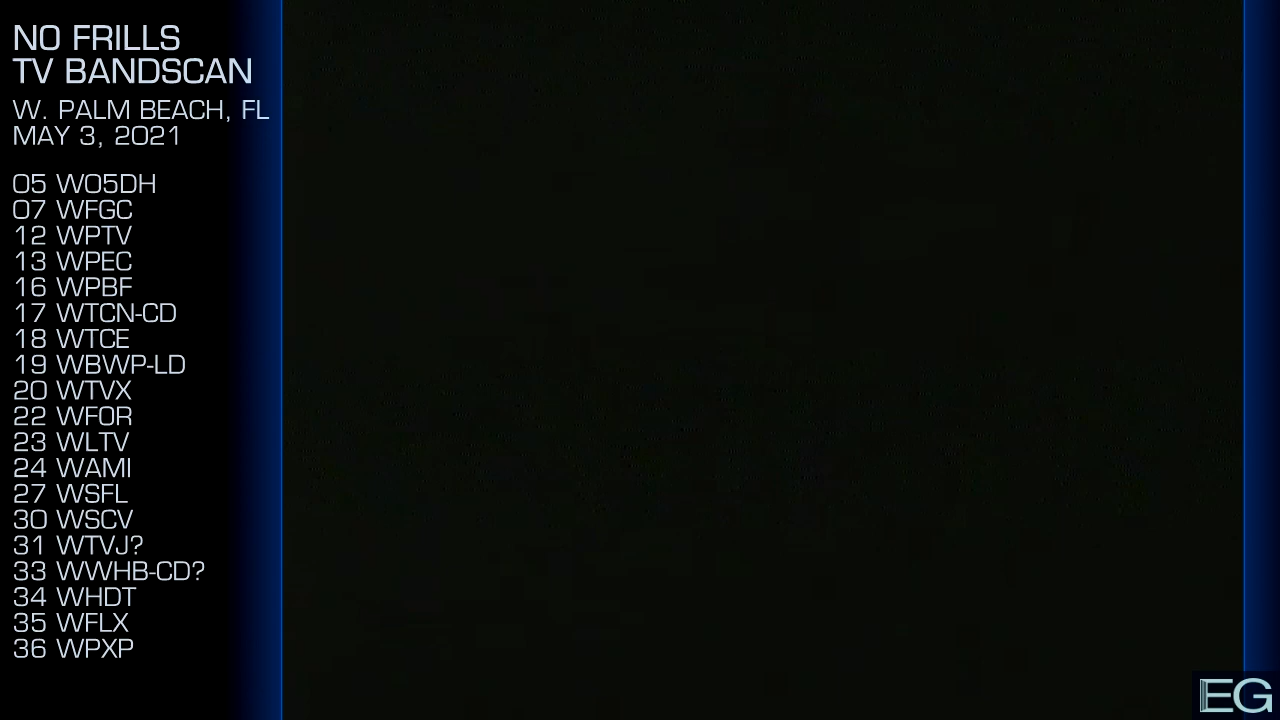 NO FRILLS
TV BANDSCAN
W. PALM BEACH, FL
MAY 3, 2021
05 W05DH
07 WFGC
12 WPTV
13 WPEC
16 WPBF
17 WTCN-CD
18 WTCE
19 WBWP-LD
20 WTVX
22 WFOR
23 WLTV
24 WAMI
27 WSFL
30 WSCV
31 WTVJ?
33 WWHB-CD?
34 WHDT
35 WFLX
36 WPXP
EG